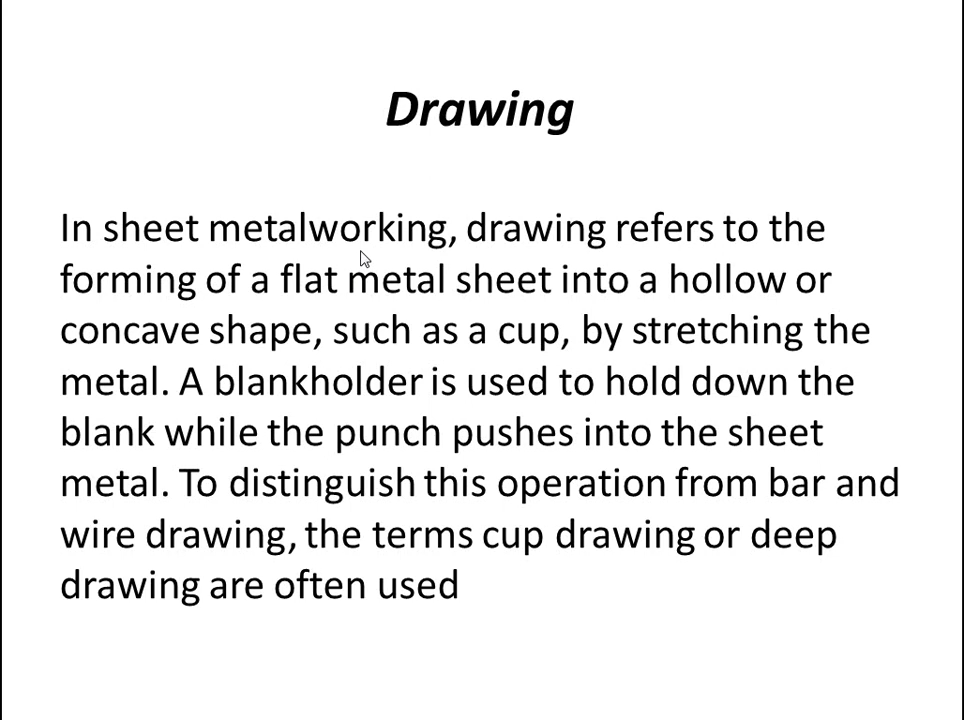 Drawing
In sheet metalworking, drawing refers to the
forming of a flat metal sheet into a hollow or
concave shape, such as a cup, by stretching the
metal. A blankholder is used to hold down the
blank while the punch pushes into the sheet
metal. To distinguish this operation from bar and
wire drawing, the terms cup drawing or deep
drawing are often used